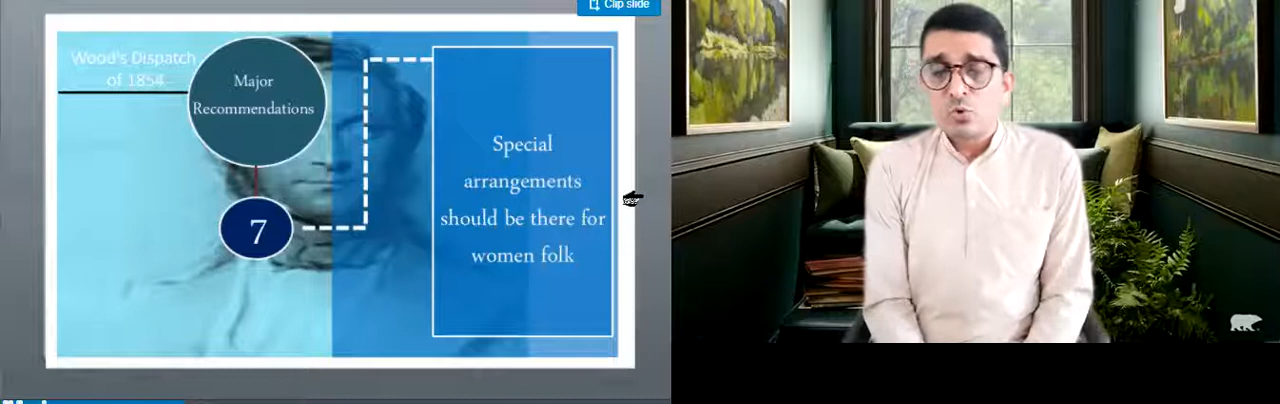 Clip slide
Wood's Dispatch
of 1854
Major
Recommendations
7
Special
arrangements
should be there for
women folk